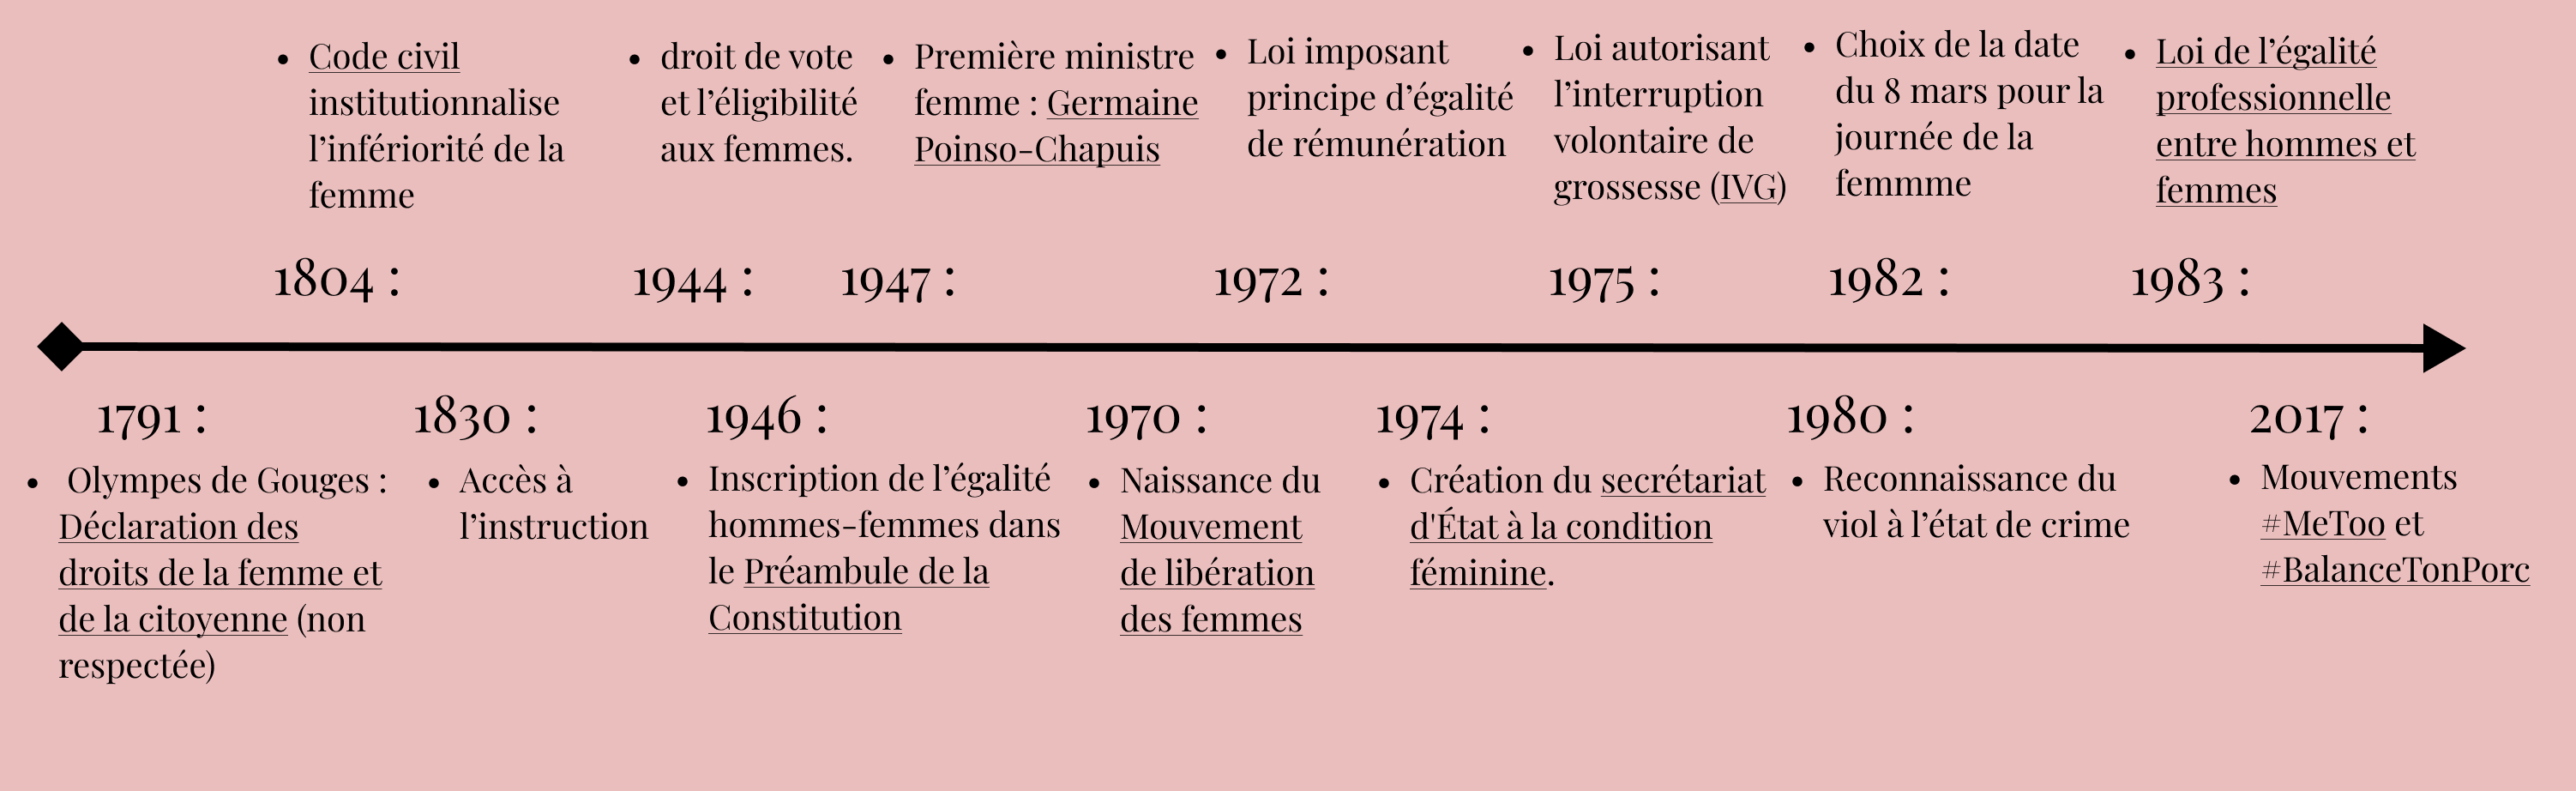 • Code civil
institutionnalise
l’infériorité de la
femme
1804 :
• droit de vote
et l’éligibilité
aux femmes.
1944 :
• Première ministre
femme : Germaine
Poinso-Chapuis
1947 :
• Loi imposant
principe d’égalité
de rémunération
1972 :
• Loi autorisant
l’interruption
volontaire de
grossesse (IVG)
1975 :
• Choix de la date
du 8 mars pour la
journée de la
femmme
1982 :
• Loi de l’égalité
professionnelle
entre hommes et
femmes
1983 :
1791 :
• Olympes de Gouges :
Déclaration des
droits de la femme et
de la citoyenne (non
respectée)
1830 :
• Accès à
l’instruction
1946 :
• Inscription de l’égalité
hommes-femmes dans
le Préambule de la
Constitution
1970 :
• Naissance du
Mouvement
de libération
des femmes
1974 :
• Création du secrétariat
d'État à la condition
féminine.
1980 :
• Reconnaissance du
viol à l’état de crime
2017 :
• Mouvements
#MeToo et
#BalanceTonPorc